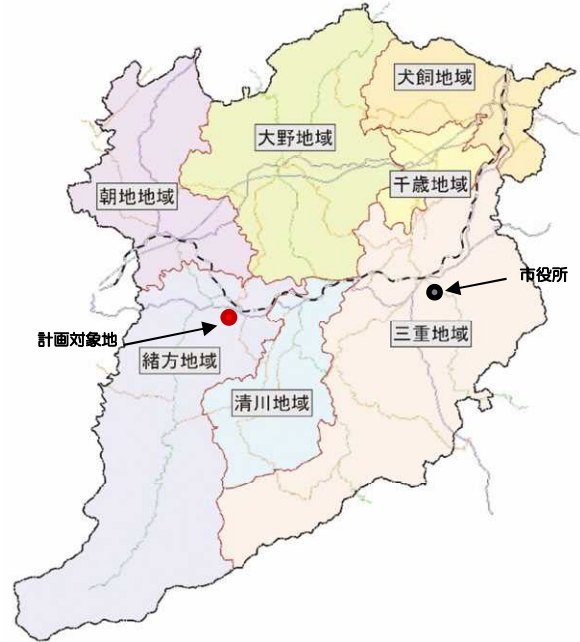 犬飼地域
大野地域
千歳地域
朝地地域
市役所
三重地域
計画対象地
緒方地域
清川地域